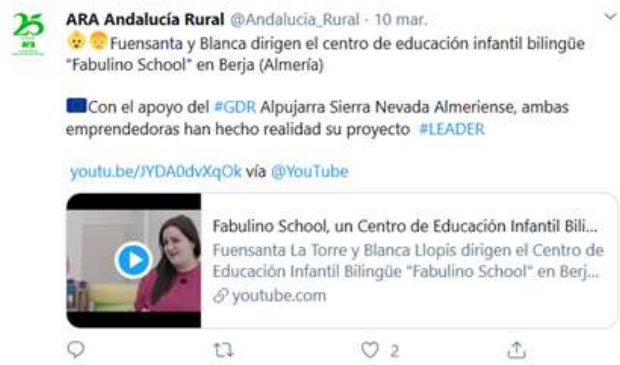 25
ARA
ARA Andalucía Rural @Andalucia_Rural · 10 mar.
Fuensanta y Blanca dirigen el centro de educación infantil bilingüe
"Fabulino School" en Berja (Almería)
Con el apoyo del #GDR Alpujarra Sierra Nevada Almeriense, ambas
emprendedoras han hecho realidad su proyecto #LEADER
youtu.be/JYDA0dvXqOk vía @YouTube
Fabulino School, un Centro de Educación Infantil Bili...
Fuensanta La Torre y Blanca Llopis dirigen el Centro de
Educación Infantil Bilingüe "Fabulino School" en Berj...
youtube.com
2